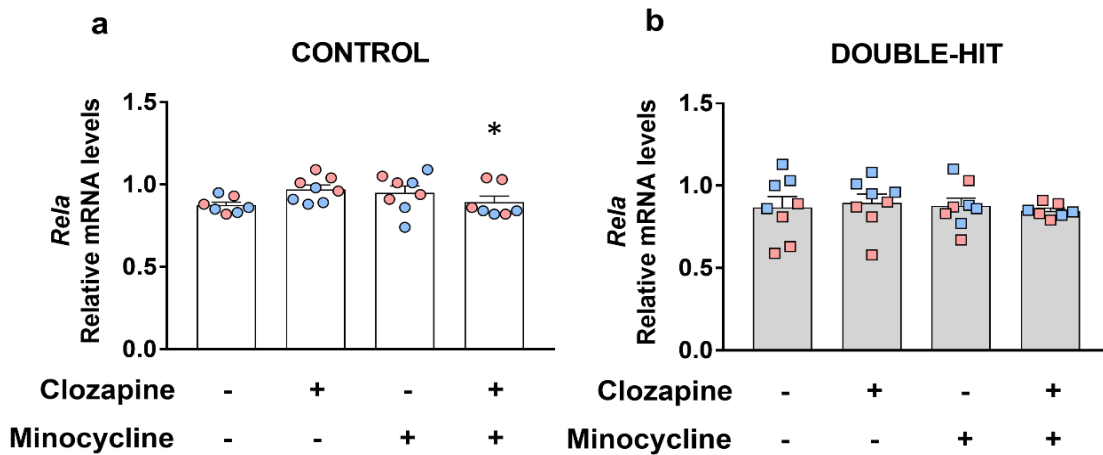 a
CONTROL
Rela
Relative mRNA levels
1.5
1.0
0.5
0.0
*
Clozapine - + - +
Minocycline - - + +
b
DOUBLE-HIT
Rela
Relative mRNA levels
1.5
1.0
0.5
0.0
Clozapine - + - +
Minocycline - - + +